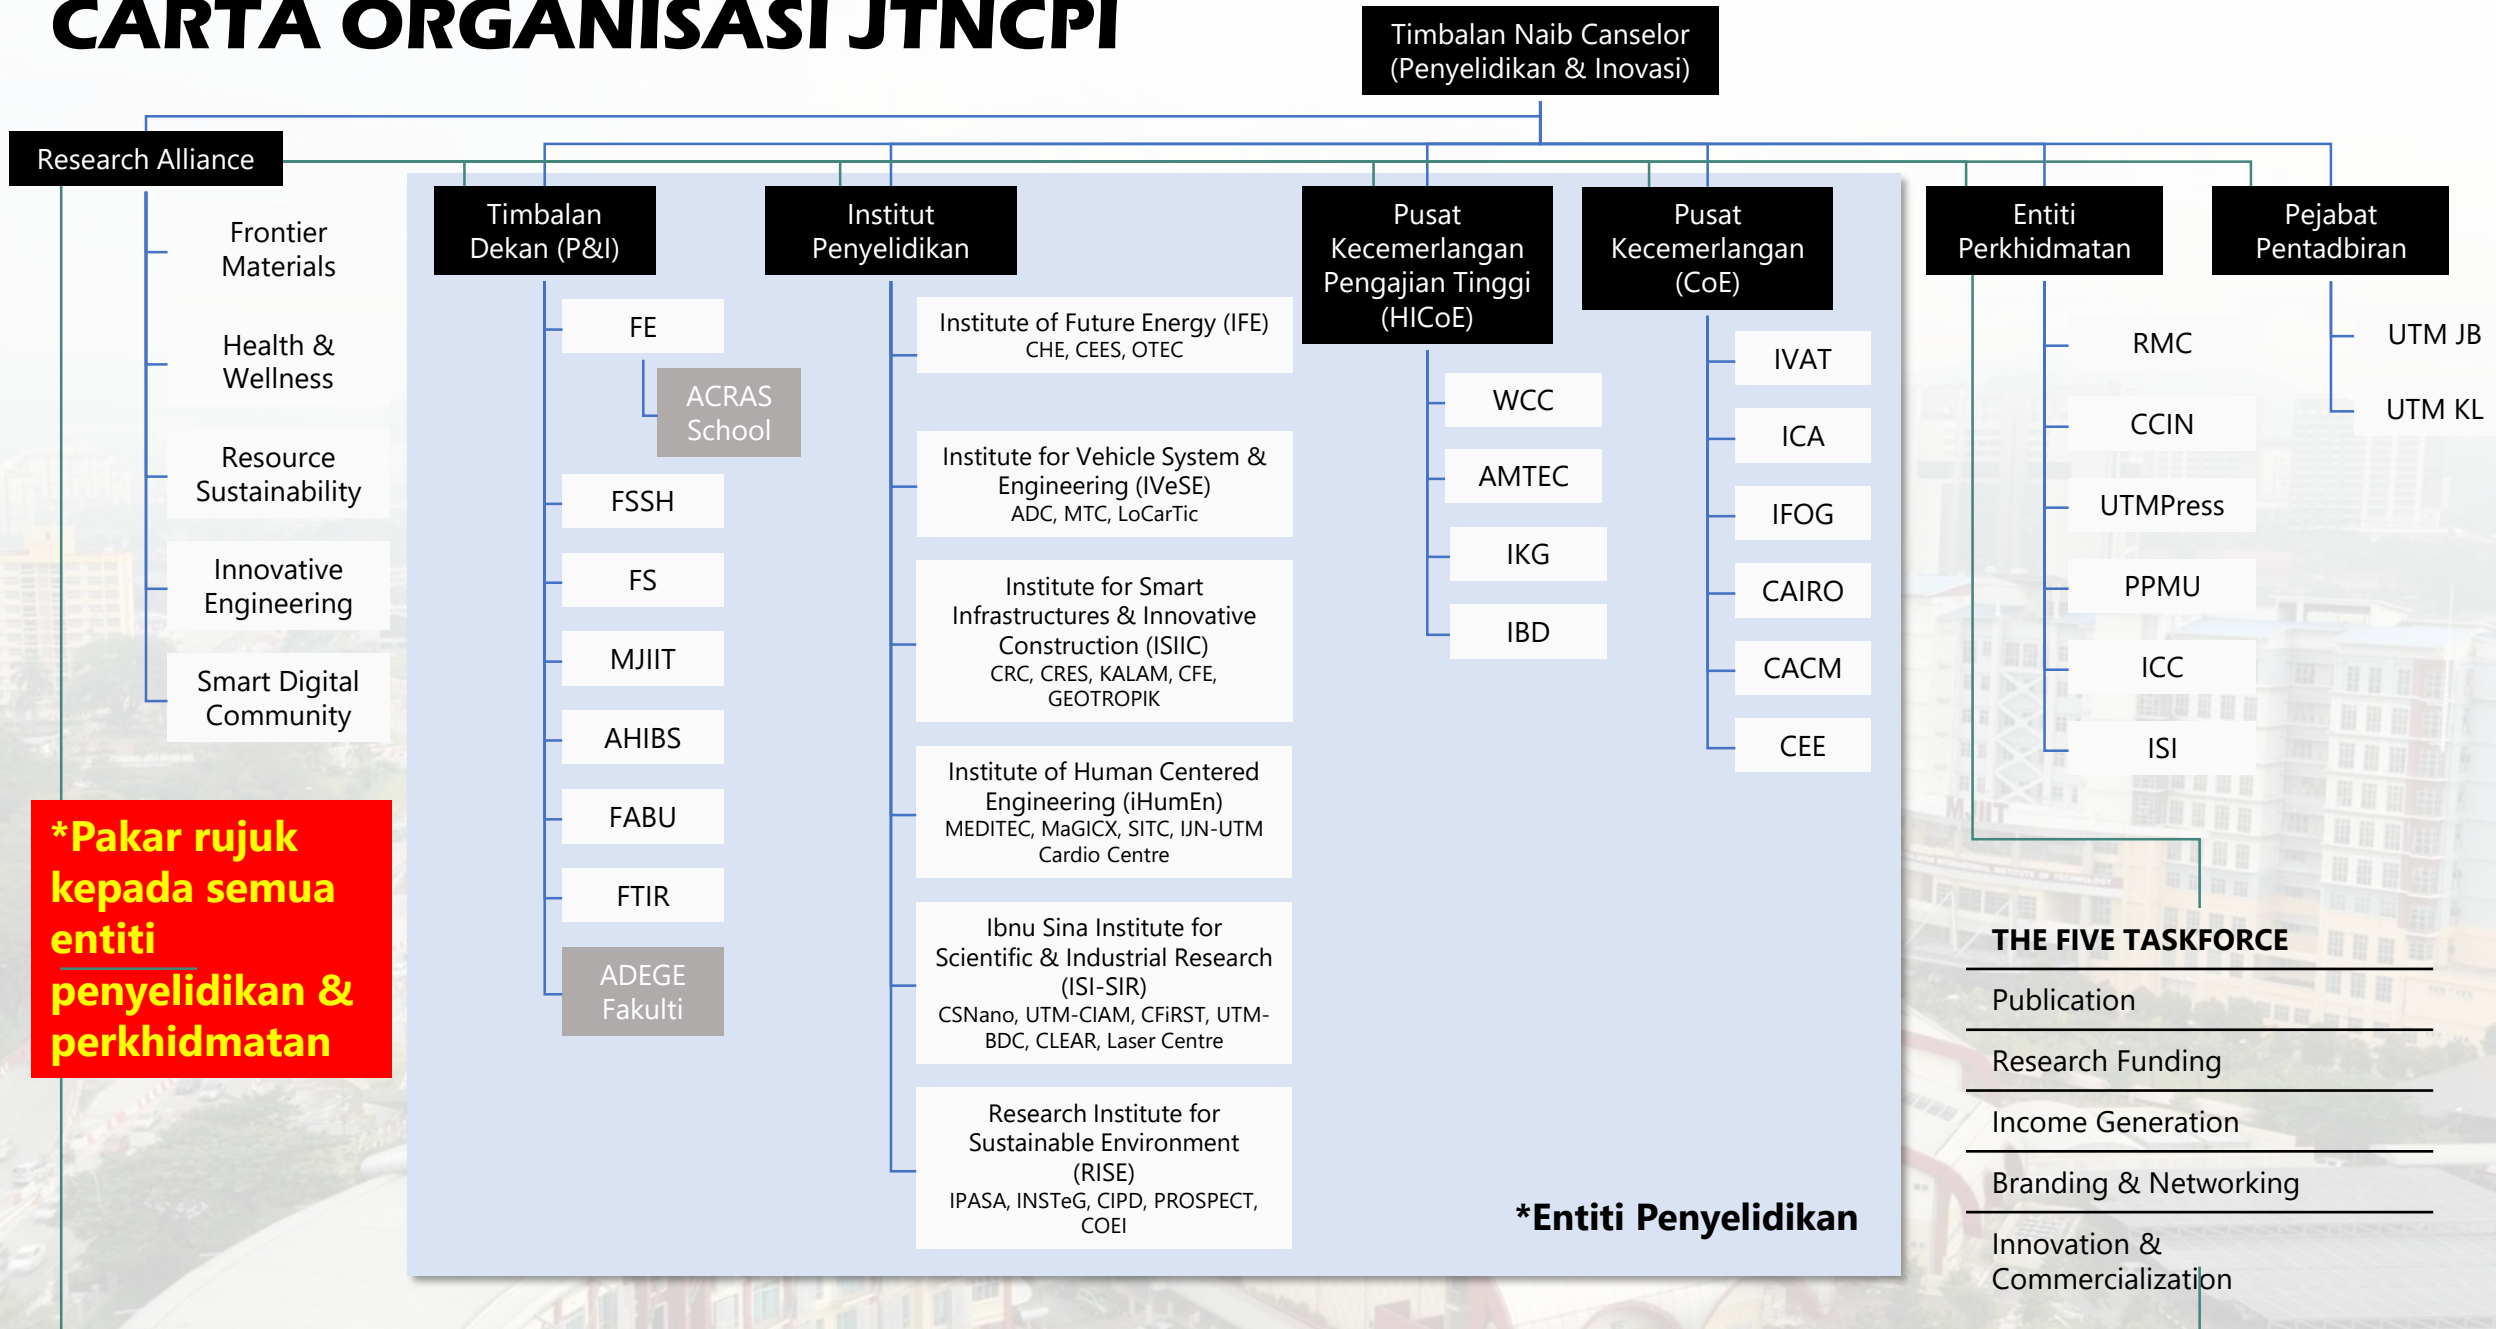 CARTA ORGANISASI JTNCPI
Timbalan Naib Canselor
(Penyelidikan & Inovasi)
Research Alliance
Frontier
Materials
Health &
Wellness
Resource
Sustainability
Innovative
Engineering
Smart Digital
Community
*Pakar rujuk
kepada semua
entiti
penyelidikan &
perkhidmatan
Timbalan
Dekan (P&I)
FE
ACRAS
School
FSSH
FS
MJIIT
AHIBS
FABU
FTIR
ADEGE
Fakulti
Institut
Penyelidikan
Institute of Future Energy (IFE)
CHE, CEES, OTEC
Institute for Vehicle System &
Engineering (IVeSE)
ADC, MTC, LoCarTic
Institute for Smart
Infrastructures & Innovative
Construction (ISIIC)
CRC, CRES, KALAM, CFE,
GEOTROPIK
Institute of Human Centered
Engineering (iHumEn)
MEDITEC, MaGICX, SITC, IJN-UTM
Cardio Centre
Ibnu Sina Institute for
Scientific & Industrial Research
(ISI-SIR)
CSNano, UTM-CIAM, CFiRST, UTM-
BDC, CLEAR, Laser Centre
Research Institute for
Sustainable Environment
(RISE)
IPASA, INSTeG, CIPD, PROSPECT,
COEI
Pusat
Kecemerlangan
Pengajian Tinggi
(HICoE)
WCC
AMTEC
IKG
IBD
Pusat
Kecemerlangan
(CoE)
IVAT
ICA
IFOG
CAIRO
CACM
CEE
*Entiti Penyelidikan
Entiti
Perkhidmatan
RMC
CCIN
UTMPress
PPMU
ICC
ISI
Pejabat
Pentadbiran
UTM JB
UTM KL
MJIIT
THE FIVE TASKFORCE
Publication
Research Funding
Income Generation
Branding & Networking
Innovation &
Commercialization